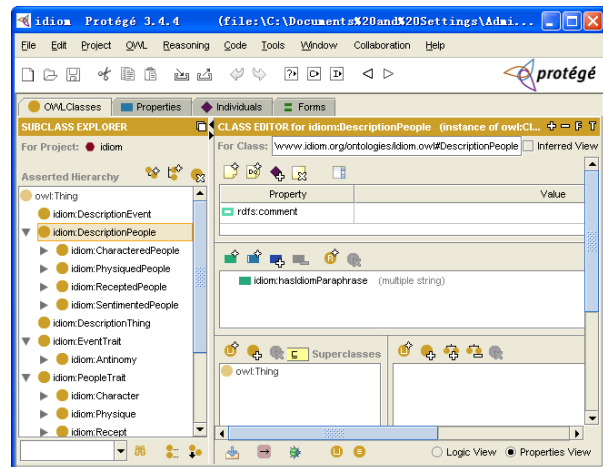 idiom Protégé 3.4.4 (file:\C:\Documents%20and%20Settings\Admi...
File Edit Project OWL Reasoning Code Tools Window Collaboration Help
protégé
OWLClasses Properties Individuals Forms
SUBCLASS EXPLORER
CLASS EDITOR for idiom:DescriptionPeople (instance of owl:Cl...
For Project: idiom
For Class: www.idiom.org/ontologies/idiom.owl#DescriptionPeople Inferred View
Asserted Hierarchy
owl:Thing
idiom:DescriptionEvent
idiom:DescriptionPeople
idiom:CharacteredPeople
idiom:PhysiquedPeople
idiom:ReceptedPeople
idiom:SentimentedPeople
idiom:DescriptionThing
idiom:EventTrait
idiom:Antinomy
idiom:PeopleTrait
idiom:Character
idiom:Physique
idiom:Recept
Property Value
rdfs:comment
idiom:hasIdiomParaphrase (multiple string)
Superclasses
owl:Thing
Logic View Properties View